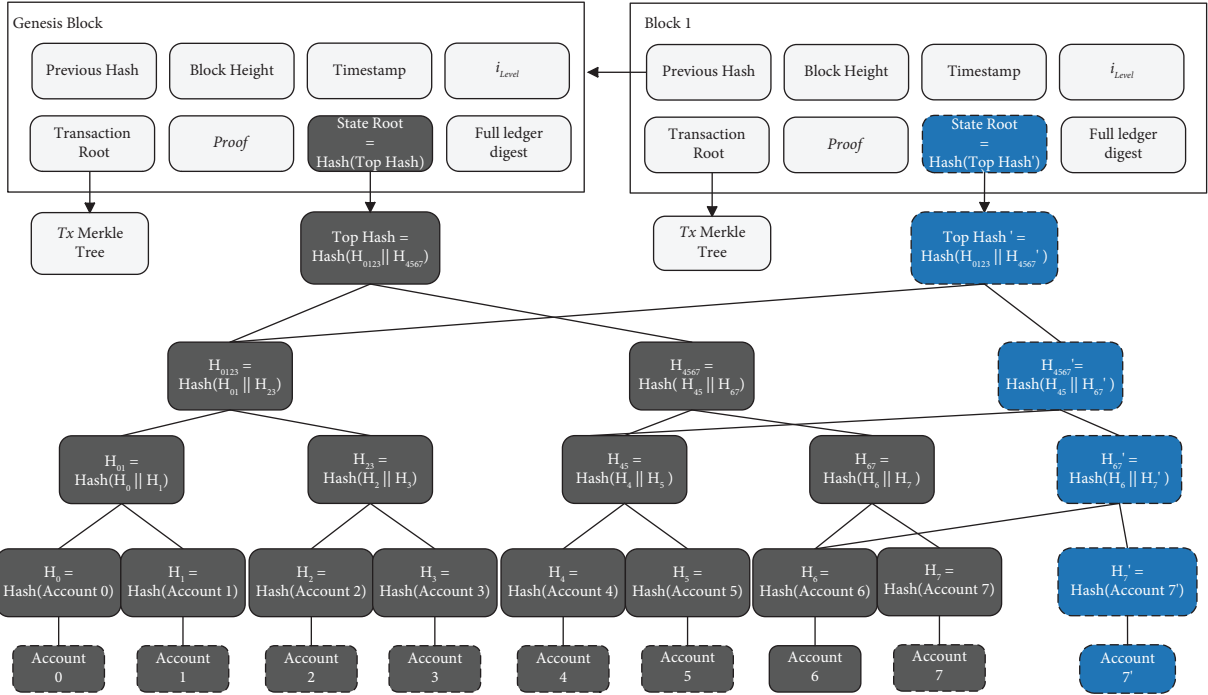 Genesis Block
Previous Hash
Block Height
Timestamp
i_Level
Transaction
Root
Proof
State Root
=
Hash(Top Hash)
Full ledger
digest
Block 1
Previous Hash
Block Height
Timestamp
i_Level
Transaction
Root
Proof
State Root
=
Hash(Top Hash')
Full ledger
digest
Tx Merkle
Tree
Top Hash =
Hash(H_0123|| H_4567)
Tx Merkle
Tree
Top Hash ' =
Hash(H_0123 || H_4567' )
H_0123 =
Hash(H_01 || H_23)
H_4567 =
Hash( H_45 || H_67)
H_4567'=
Hash(H_45 || H_67' )
H_01 =
Hash(H_0 || H_1)
H_23 =
Hash(H_2 || H_3)
H_45 =
Hash(H_4 || H_5 )
H_67 =
Hash(H_6 || H_7 )
H_67' =
Hash(H_6 || H_7' )
H_0 =
Hash(Account 0)
H_1 =
Hash(Account 1)
H_2 =
Hash(Account 2)
H_3 =
Hash(Account 3)
H_4 =
Hash(Account 4)
H_5 =
Hash(Account 5)
H_6 =
Hash(Account 6)
H_7 =
Hash(Account 7)
H_7' =
Hash(Account 7')
Account
0
Account
1
Account
2
Account
3
Account
4
Account
5
Account
6
Account
7
Account
7'